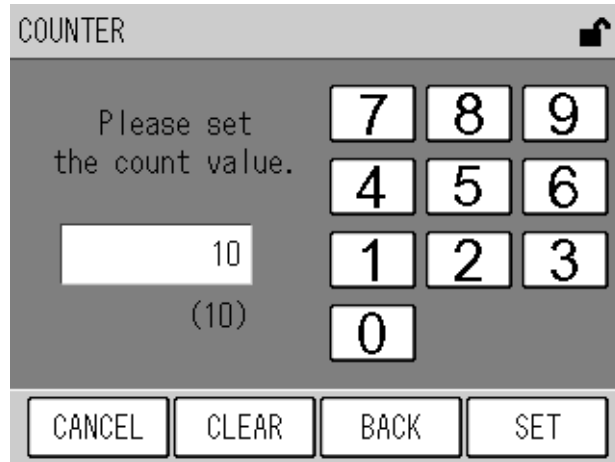 COUNTER
Please set
the count value.
10
(10)
7 8 9
4 5 6
1 2 3
0
CANCEL CLEAR BACK SET